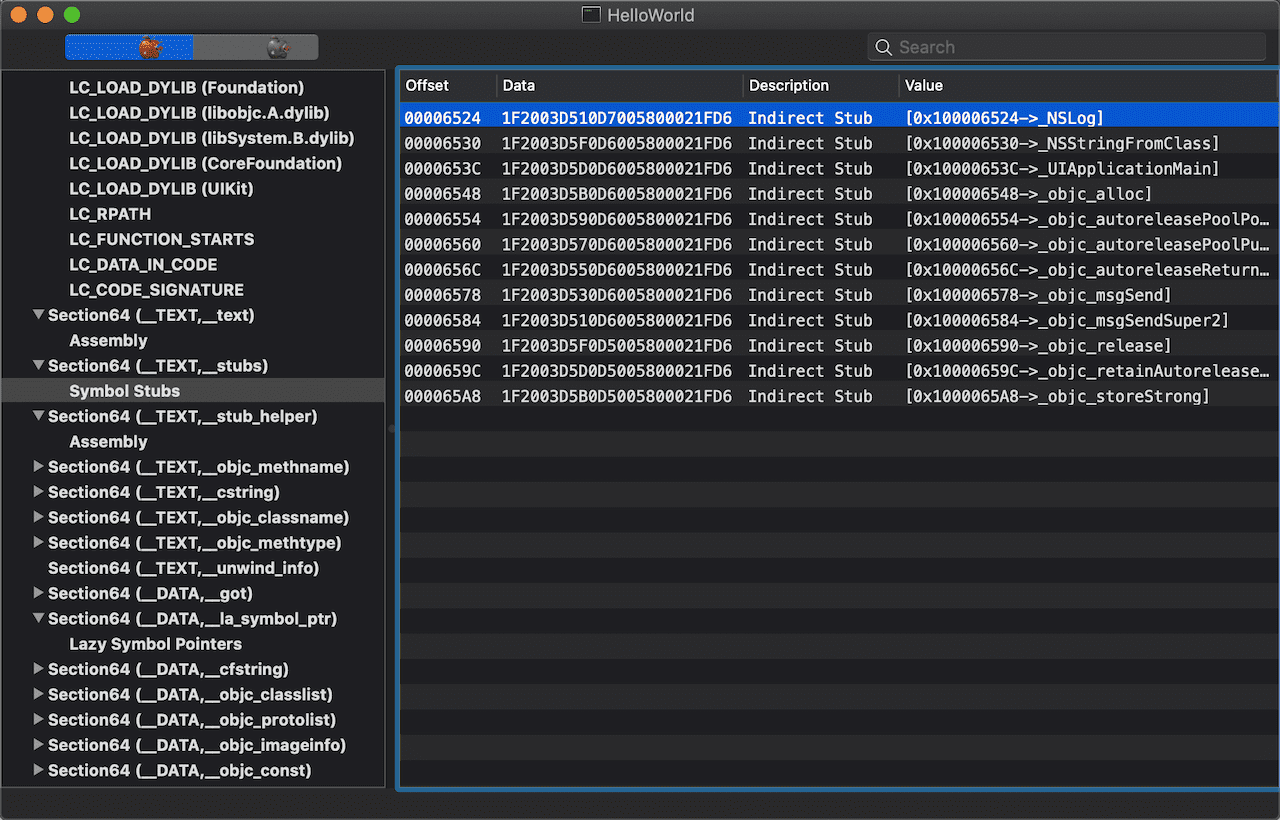 HelloWorld
Search
LC_LOAD_DYLIB (Foundation)
LC_LOAD_DYLIB (libobjc.A.dylib)
LC_LOAD_DYLIB (libSystem.B.dylib)
LC_LOAD_DYLIB (CoreFoundation)
LC_LOAD_DYLIB (UIKit)
LC_RPATH
LC_FUNCTION_STARTS
LC_DATA_IN_CODE
LC_CODE_SIGNATURE
Section64 (__TEXT,__text)
Assembly
Section64 (__TEXT,__stubs)
Symbol Stubs
Section64 (__TEXT,__stub_helper)
Assembly
Section64 (__TEXT,__objc_methname)
Section64 (__TEXT,__cstring)
Section64 (__TEXT,__objc_classname)
Section64 (__TEXT,__objc_methtype)
Section64 (__TEXT,__unwind_info)
Section64 (__DATA,__got)
Section64 (__DATA,__la_symbol_ptr)
Lazy Symbol Pointers
Section64 (__DATA,__cfstring)
Section64 (__DATA,__objc_classlist)
Section64 (__DATA,__objc_protolist)
Section64 (__DATA,__objc_imageinfo)
Section64 (__DATA,__objc_const)
Offset Data Description Value
00006524 1F2003D510D7005800021FD6 Indirect Stub [0x100006524->_NSLog]
00006530 1F2003D5F0D6005800021FD6 Indirect Stub [0x100006530->_NSStringFromClass]
0000653C 1F2003D5D0D6005800021FD6 Indirect Stub [0x10000653C->_UIApplicationMain]
00006548 1F2003D5B0D6005800021FD6 Indirect Stub [0x100006548->_objc_alloc]
00006554 1F2003D590D6005800021FD6 Indirect Stub [0x100006554->_objc_autoreleasePoolPo…
00006560 1F2003D570D6005800021FD6 Indirect Stub [0x100006560->_objc_autoreleasePoolPu…
0000656C 1F2003D550D6005800021FD6 Indirect Stub [0x10000656C->_objc_autoreleaseReturn…
00006578 1F2003D530D6005800021FD6 Indirect Stub [0x100006578->_objc_msgSend]
00006584 1F2003D510D6005800021FD6 Indirect Stub [0x100006584->_objc_msgSendSuper2]
00006590 1F2003D5F0D5005800021FD6 Indirect Stub [0x100006590->_objc_release]
0000659C 1F2003D5D0D5005800021FD6 Indirect Stub [0x10000659C->_objc_retainAutorelease…
000065A8 1F2003D5B0D5005800021FD6 Indirect Stub [0x1000065A8->_objc_storeStrong]